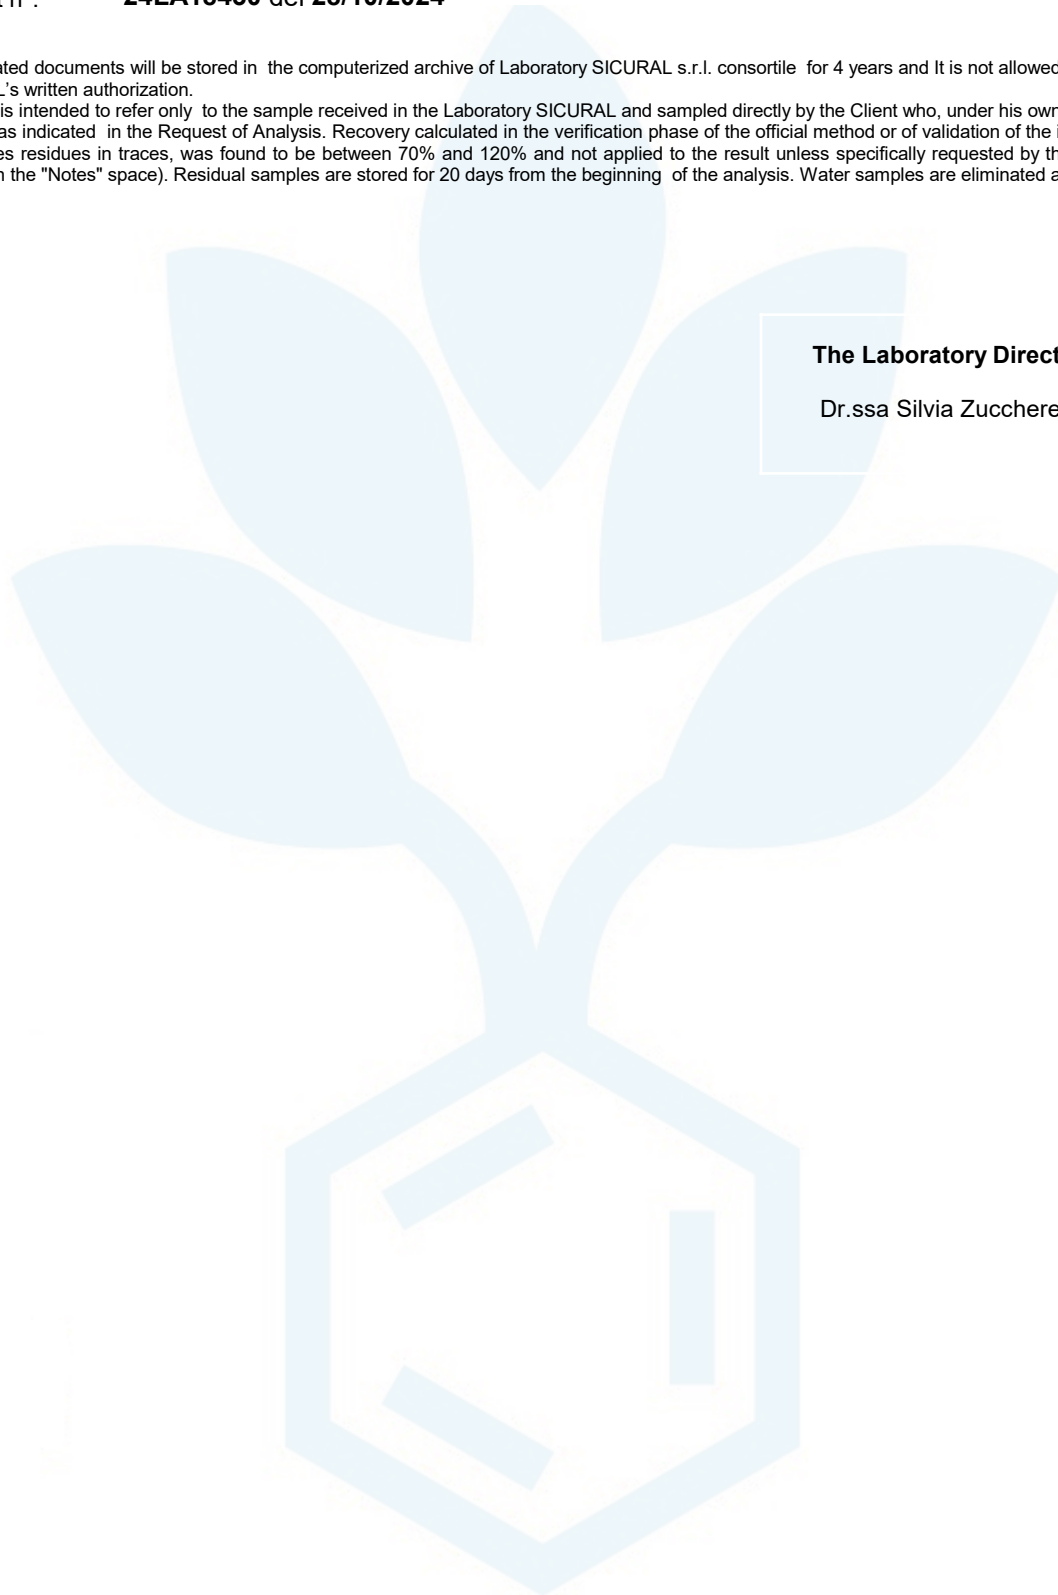 ated documents will be stored in the computerized archive of Laboratory SICURAL s.r.l. consortile for 4 years and It is not allowed
L's written authorization.
is intended to refer only to the sample received in the Laboratory SICURAL and sampled directly by the Client who, under his own
as indicated in the Request of Analysis. Recovery calculated in the verification phase of the official method or of validation of the i
es residues in traces, was found to be between 70% and 120% and not applied to the result unless specifically requested by th
n the "Notes" space). Residual samples are stored for 20 days from the beginning of the analysis. Water samples are eliminated a
The Laboratory Direct
Dr.ssa Silvia Zucchere